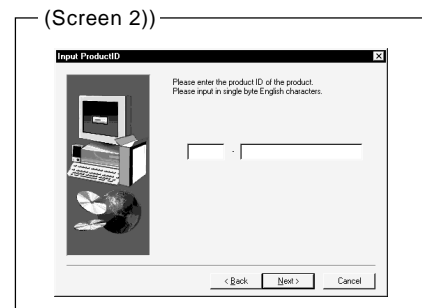 (Screen 2))
Input ProductID
Please enter the product ID of the product.
Please input in single byte English characters.
-
< Back Next > Cancel